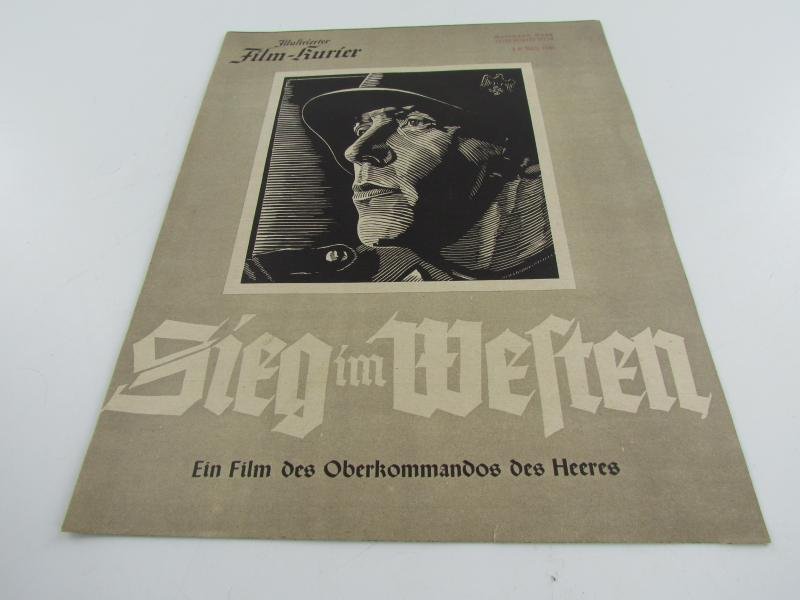 Illustrierter
Film-Kurier
Sieg im Westen
Ein Film des Oberkommandos des Heeres